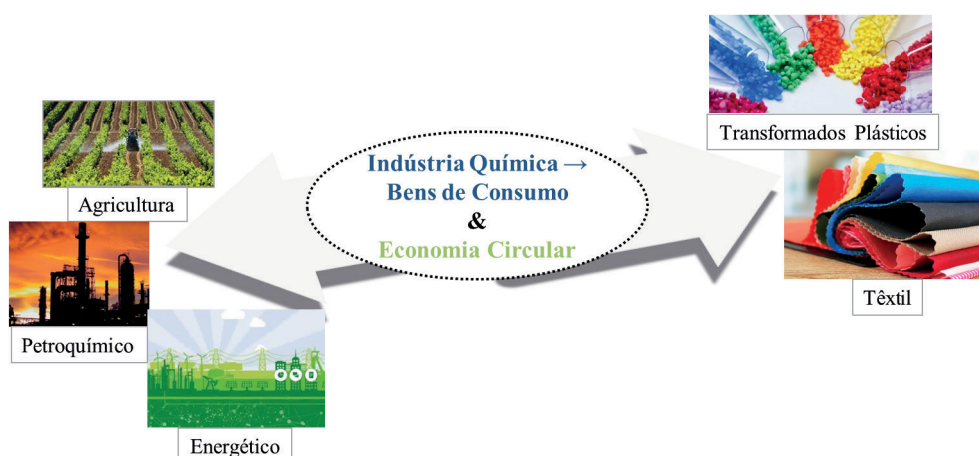 Transformados Plásticos
Indústria Química →
Bens de Consumo
&
Economia Circular
Agricultura
Têxtil
Petroquímico
Energético